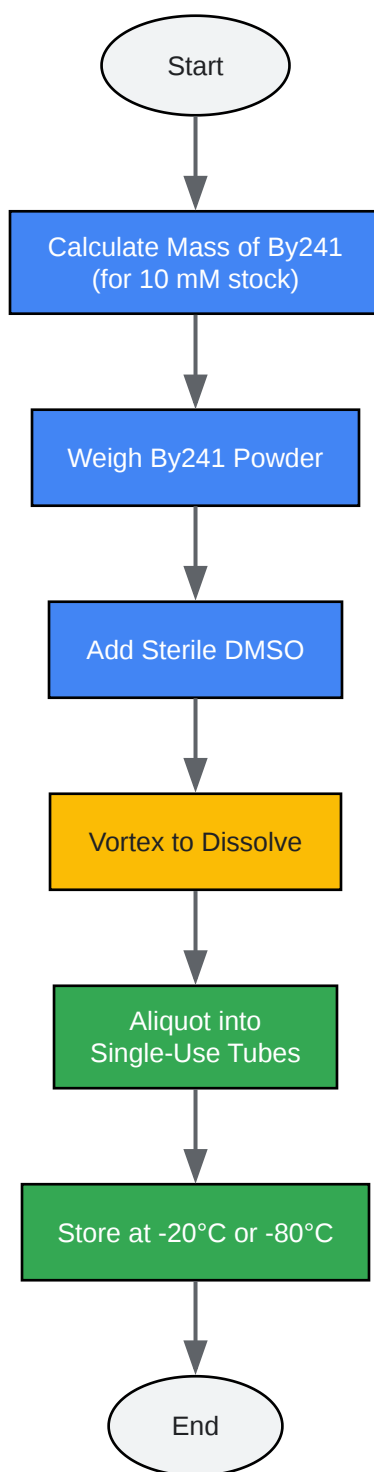 Start
Calculate Mass of By241
(for 10 mM stock)
Weigh By241 Powder
Add Sterile DMSO
Vortex to Dissolve
Aliquot into
Single-Use Tubes
Store at -20°C or -80°C
End